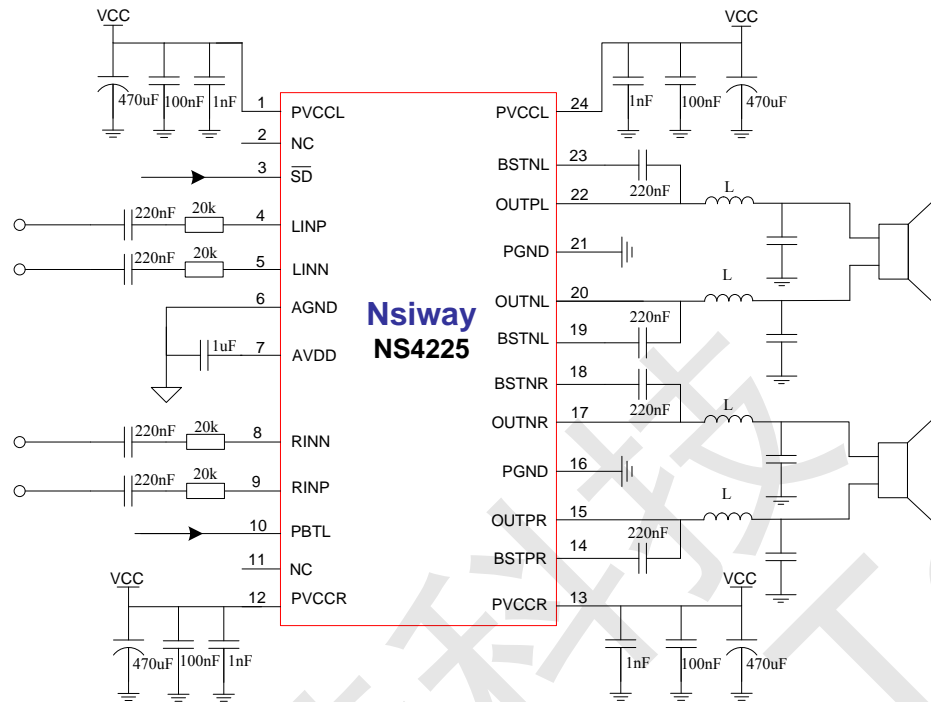 VCC
470uF
100nF
1nF
VCC
1nF
100nF
470uF
1
PVCCL
2
NC
3
SD
220nF
20k
4
LINP
220nF
20k
5
LINN
6
AGND
1uF
7
AVDD
220nF
20k
8
RINN
220nF
20k
9
RINP
10
PBTL
11
NC
12
PVCCR
VCC
470uF
100nF
1nF
Nsiway
NS4225
PVCCL
24
BSTNL
23
220nF
OUTPL
22
L
PGND
21
OUTNL
20
L
BSTNL
19
220nF
BSTNR
18
220nF
OUTNR
17
L
PGND
16
OUTPR
15
L
BSTPR
14
220nF
PVCCR
13
VCC
1nF
100nF
470uF
科技